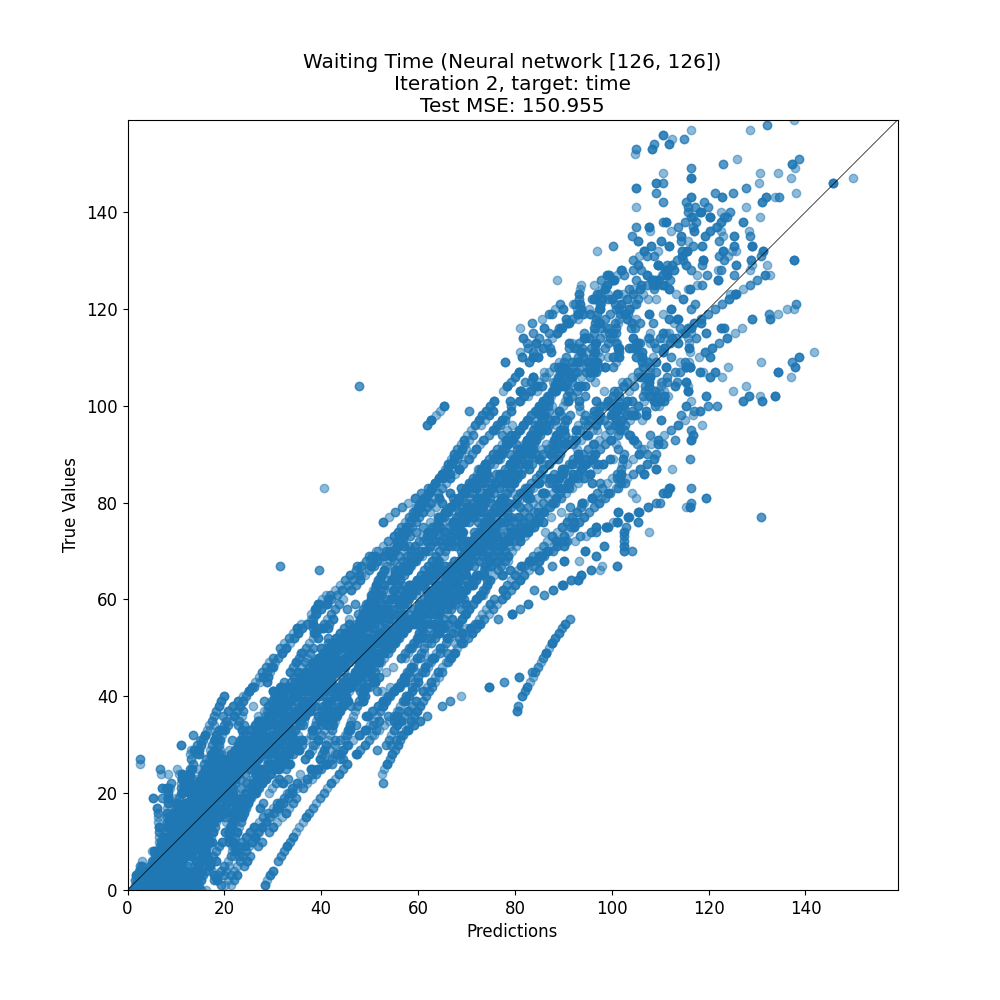 Waiting Time (Neural network [126, 126])
Iteration 2, target: time
Test MSE: 150.955
True Values
140
120
100
80
60
40
20
0
0 20 40 60 80 100 120 140
Predictions